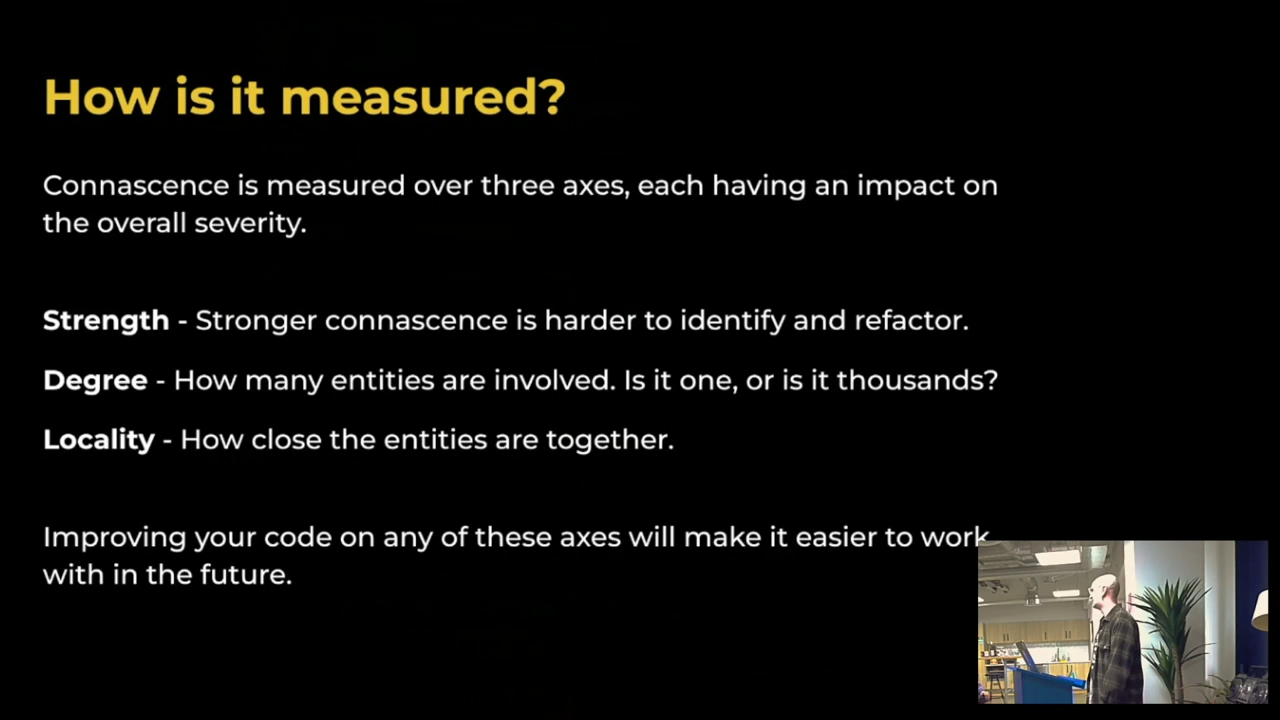 How is it measured?
Connascence is measured over three axes, each having an impact on
the overall severity.
Strength - Stronger connascence is harder to identify and refactor.
Degree - How many entities are involved. Is it one, or is it thousands?
Locality - How close the entities are together.
Improving your code on any of these axes will make it easier to work
with in the future.